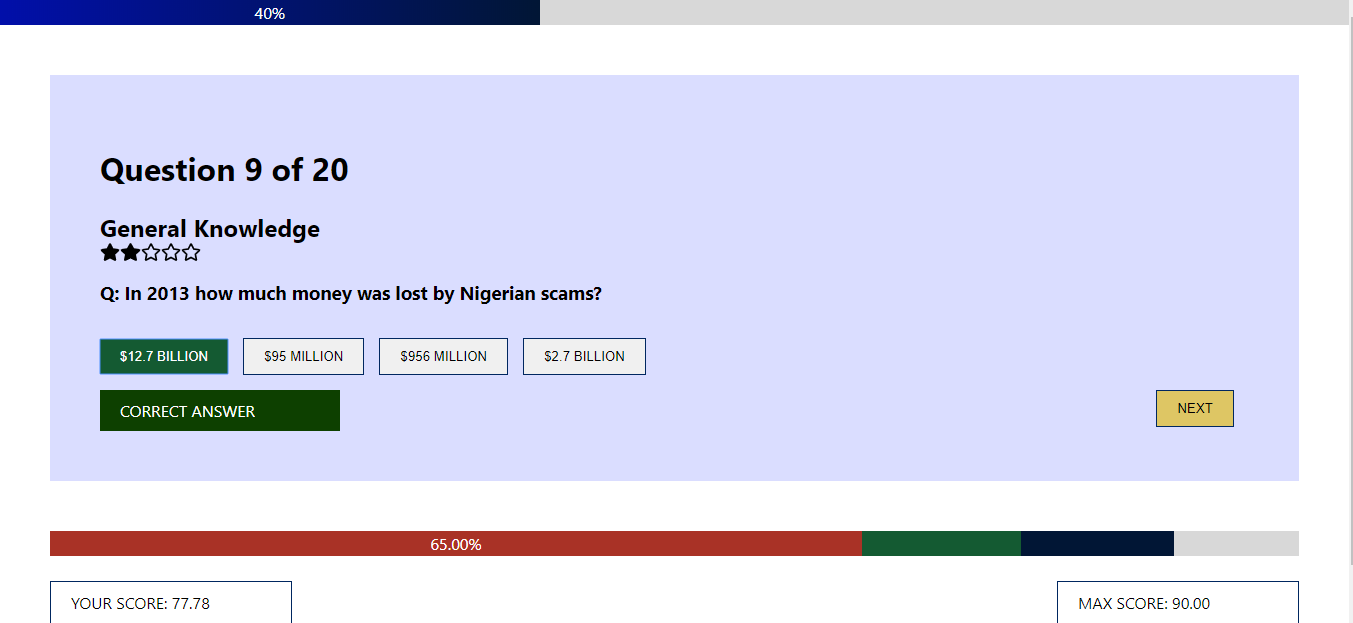 40%
Question 9 of 20
General Knowledge
Q: In 2013 how much money was lost by Nigerian scams?
$12.7 BILLION $95 MILLION $956 MILLION $2.7 BILLION
CORRECT ANSWER NEXT
65.00%
YOUR SCORE: 77.78 MAX SCORE: 90.00